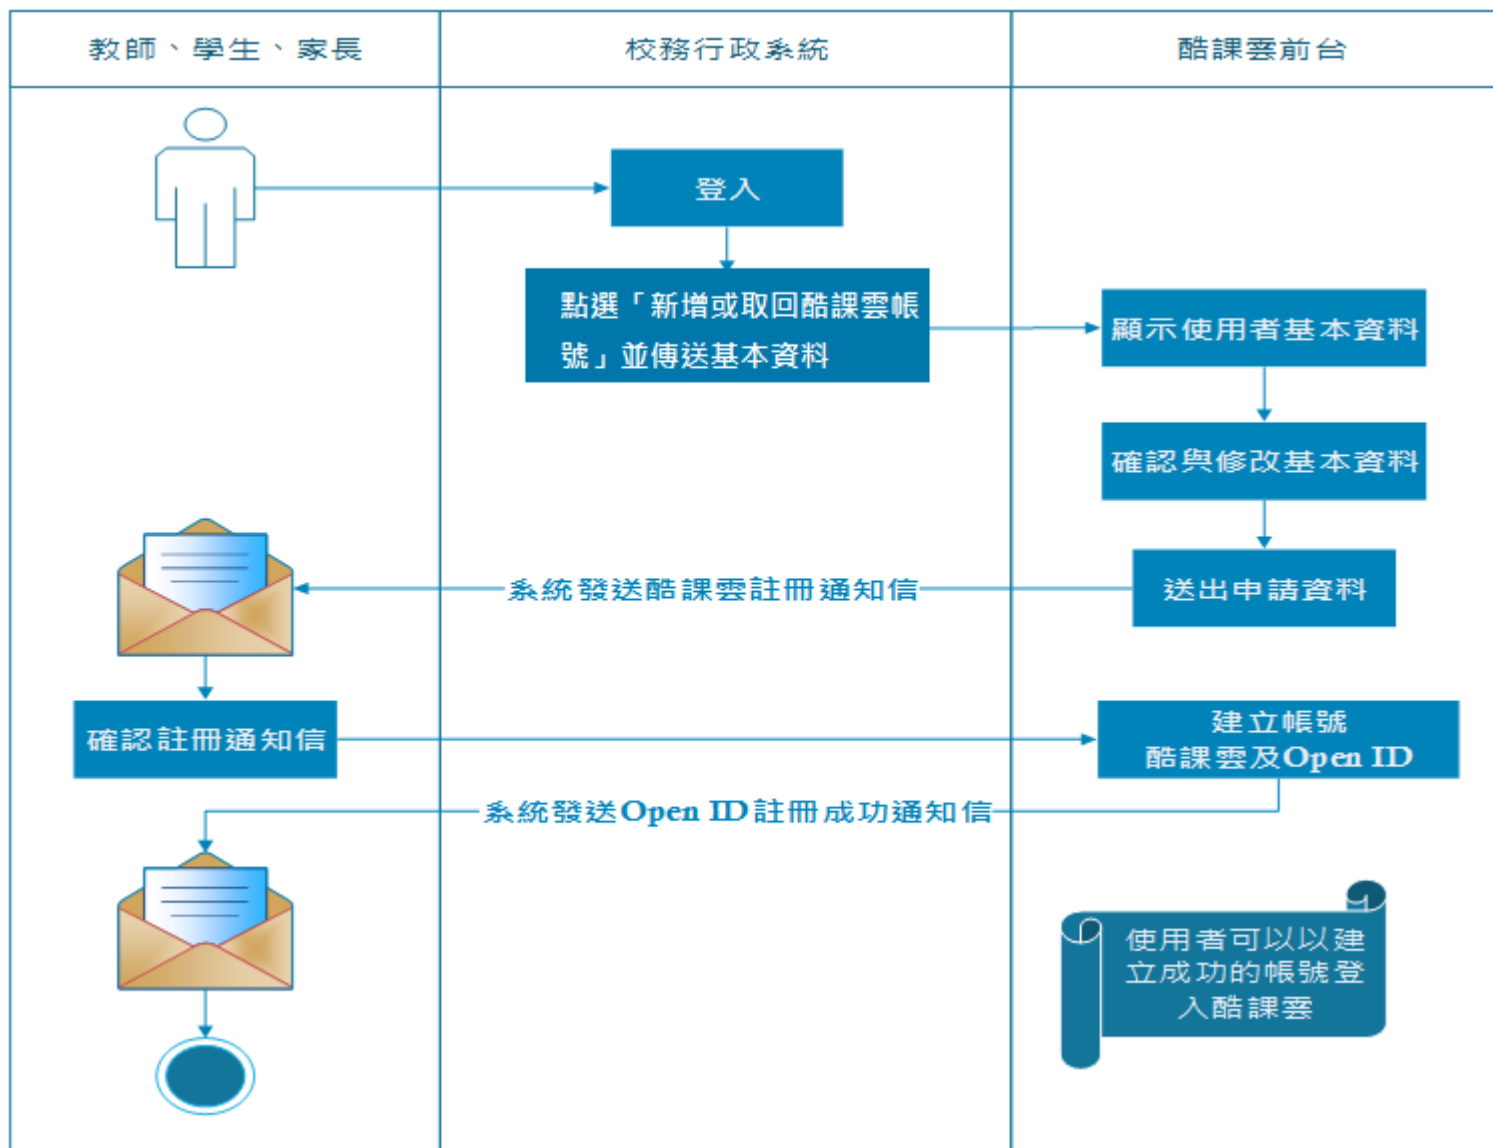 教師、學生、家長
校務行政系統
酷課雲前台
登入
點選「新增或取回酷課雲帳
號」並傳送基本資料
顯示使用者基本資料
確認與修改基本資料
送出申請資料
系統發送酷課雲註冊通知信
確認註冊通知信
建立帳號
酷課雲及Open ID
系統發送Open ID註冊成功通知信
使用者可以以建
立成功的帳號登
入酷課雲